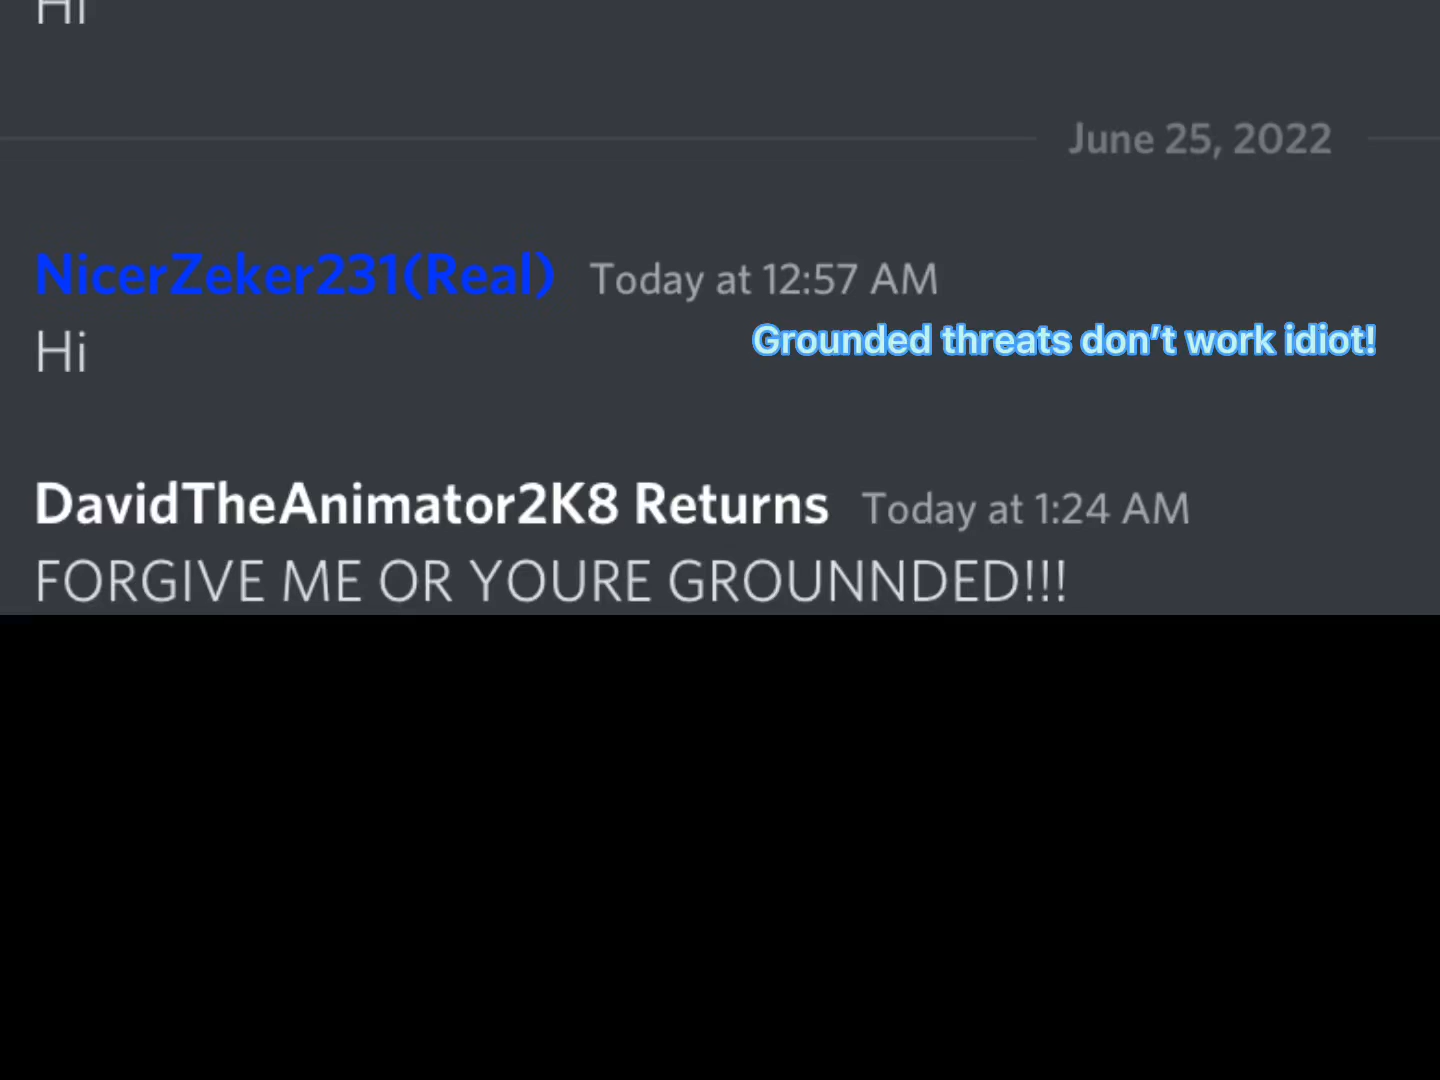 Hi
June 25, 2022
NicerZeker231(Real) Today at 12:57 AM
Hi
Grounded threats don’t work idiot!
DavidTheAnimator2K8 Returns Today at 1:24 AM
FORGIVE ME OR YOURE GROUNNDED!!!